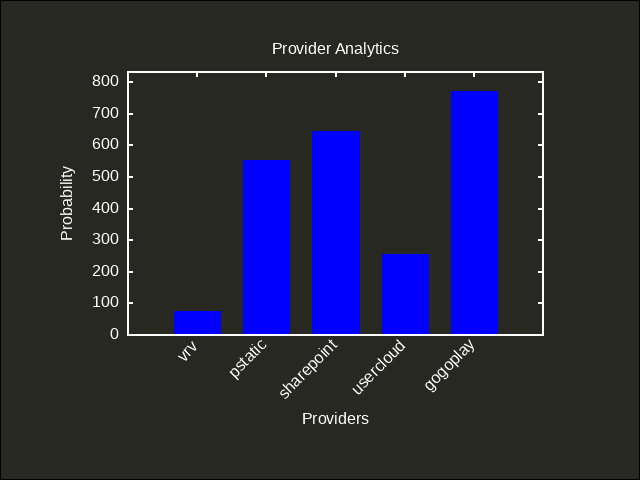 Provider Analytics
800
700
600
500
400
300
200
100
0
Probability
vrv
pstatic
sharepoint
usercloud
gogoplay
Providers